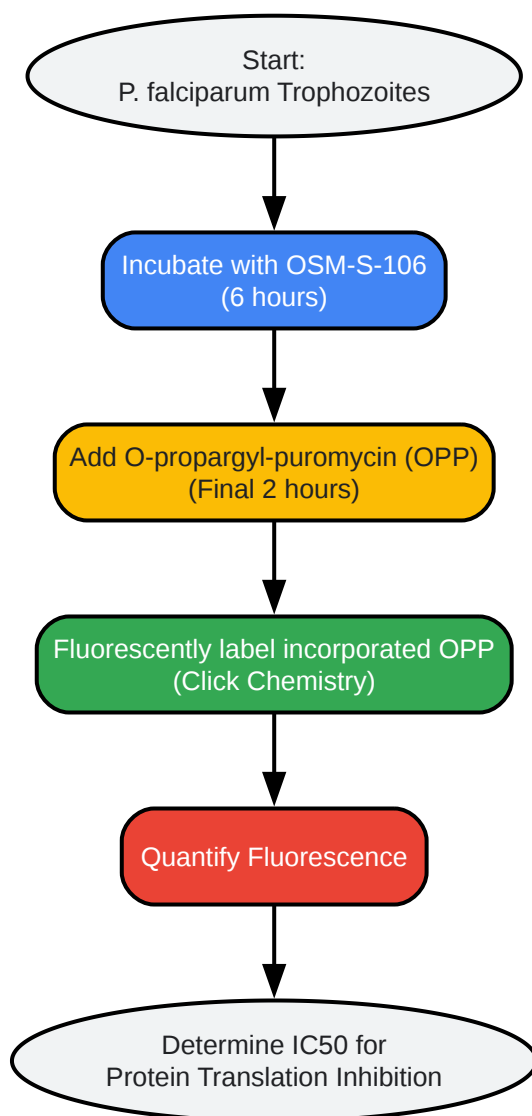 Start:
P. falciparum Trophozoites
Incubate with OSM-S-106
(6 hours)
Add O-propargyl-puromycin (OPP)
(Final 2 hours)
Fluorescently label incorporated OPP
(Click Chemistry)
Quantify Fluorescence
Determine IC50 for
Protein Translation Inhibition